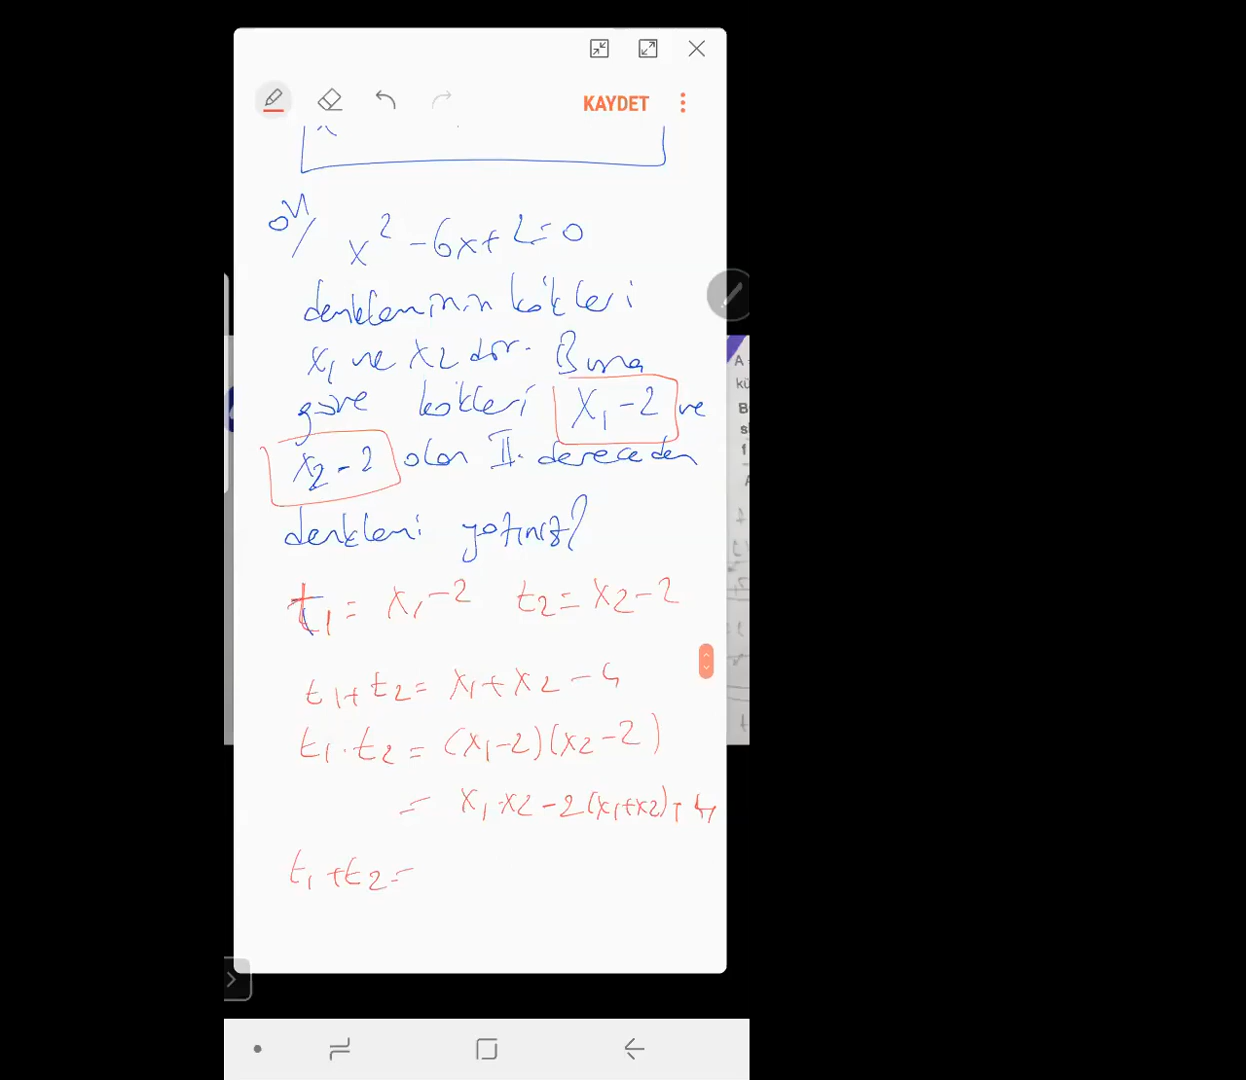 KAYDET
x² - 6x + 2 = 0
denkleminin kökleri
x₁ ve x₂ dir. Buna
göre kökleri x₁ - 2 ve
x₂ - 2 olan II. dereceden
denklemi yazınız?
t₁ = x₁ - 2 t₂ = x₂ - 2
t₁ + t₂ = x₁ + x₂ - 4
t₁ . t₂ = (x₁ - 2)(x₂ - 2)
= x₁ . x₂ - 2(x₁ + x₂) + 4
t₁ + t₂ =